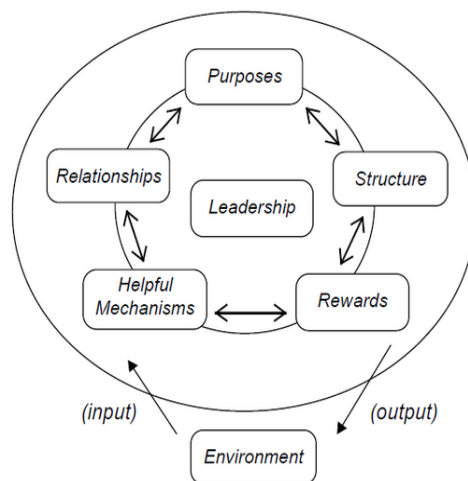 Purposes
Relationships
Structure
Leadership
Helpful
Mechanisms
Rewards
(input)
(output)
Environment